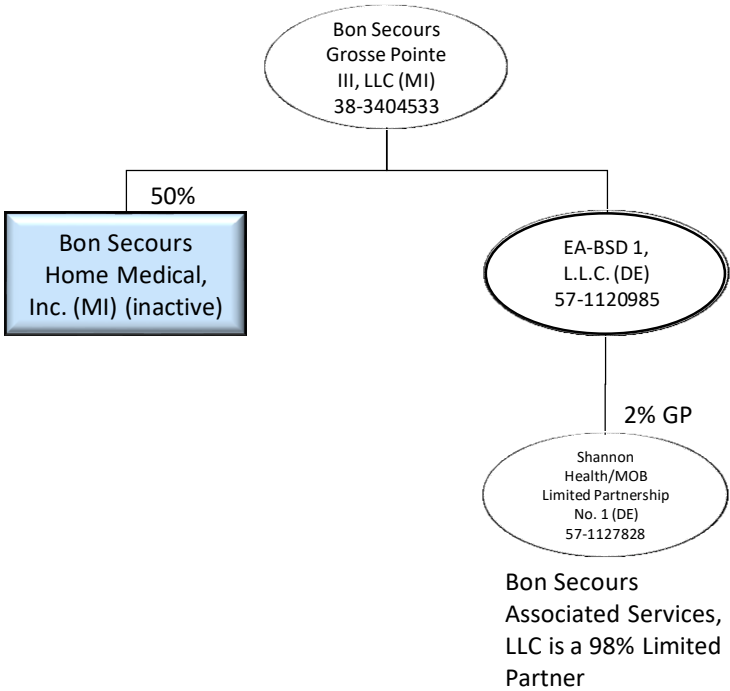 Bon Secours
Grosse Pointe
III, LLC (MI)
38-3404533
50%
Bon Secours
Home Medical,
Inc. (MI) (inactive)
EA-BSD 1,
L.L.C. (DE)
57-1120985
2% GP
Shannon
Health/MOB
Limited Partnership
No. 1 (DE)
57-1127828
Bon Secours
Associated Services,
LLC is a 98% Limited
Partner